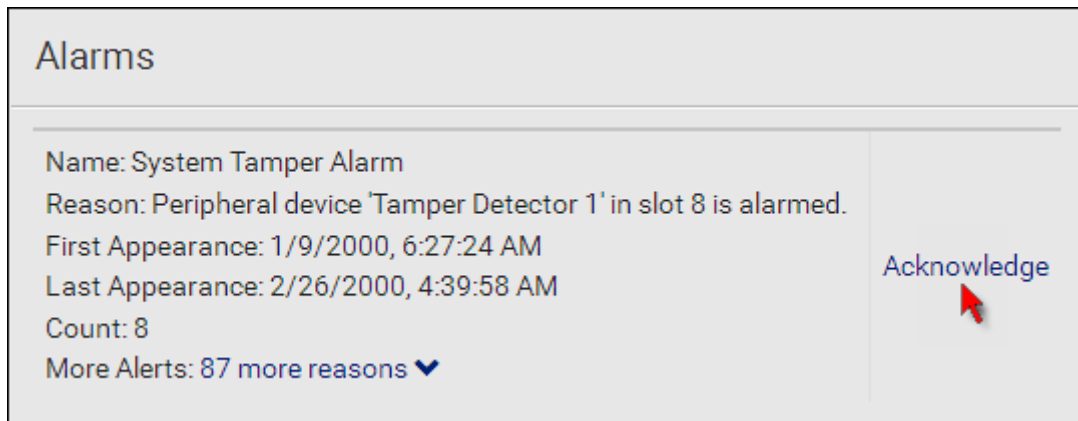 Alarms
Name: System Tamper Alarm
Reason: Peripheral device 'Tamper Detector 1' in slot 8 is alarmed.
First Appearance: 1/9/2000, 6:27:24 AM
Last Appearance: 2/26/2000, 4:39:58 AM
Count: 8
More Alerts: 87 more reasons
Acknowledge